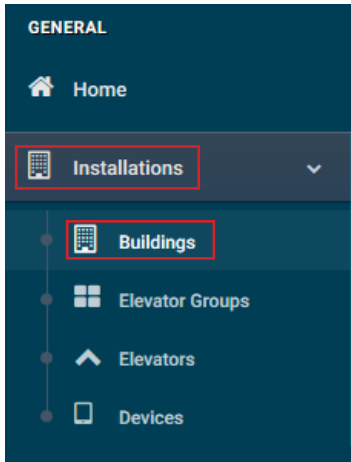 GENERAL
Home
Installations
Buildings
Elevator Groups
Elevators
Devices